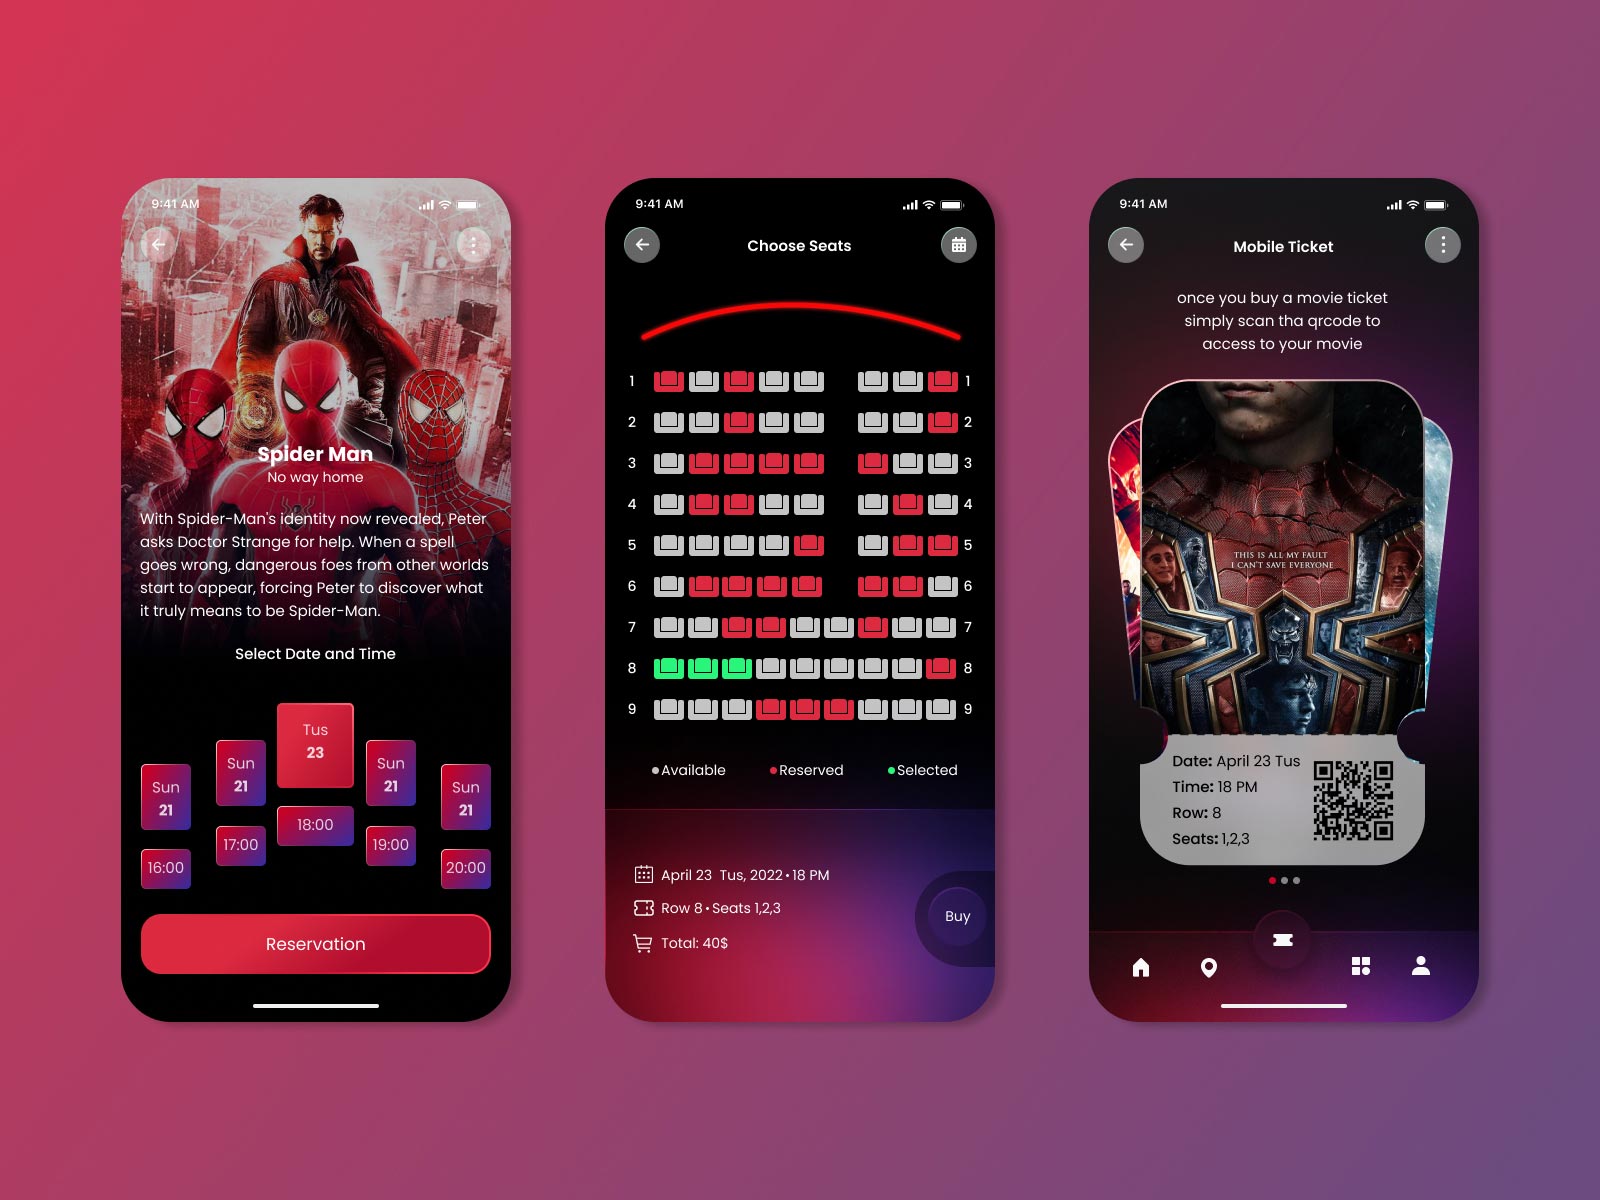 9:41 AM
Spider Man
No way home
With Spider-Man's identity now revealed, Peter
asks Doctor Strange for help. When a spell
goes wrong, dangerous foes from other worlds
start to appear, forcing Peter to discover what
it truly means to be Spider-Man.
Select Date and Time
Sun
21
Sun
21
Tus
23
Sun
21
Sun
21
16:00
17:00
18:00
19:00
20:00
Reservation
9:41 AM
Choose Seats
1 1
2 2
3 3
4 4
5 5
6 6
7 7
8 8
9 9
Available Reserved Selected
April 23 Tus, 2022 • 18 PM
Row 8 • Seats 1,2,3
Total: 40$
Buy
9:41 AM
Mobile Ticket
once you buy a movie ticket
simply scan tha qrcode to
access to your movie
THIS IS ALL MY FAULT
I CAN'T SAVE EVERYONE
Date: April 23 Tus
Time: 18 PM
Row: 8
Seats: 1,2,3